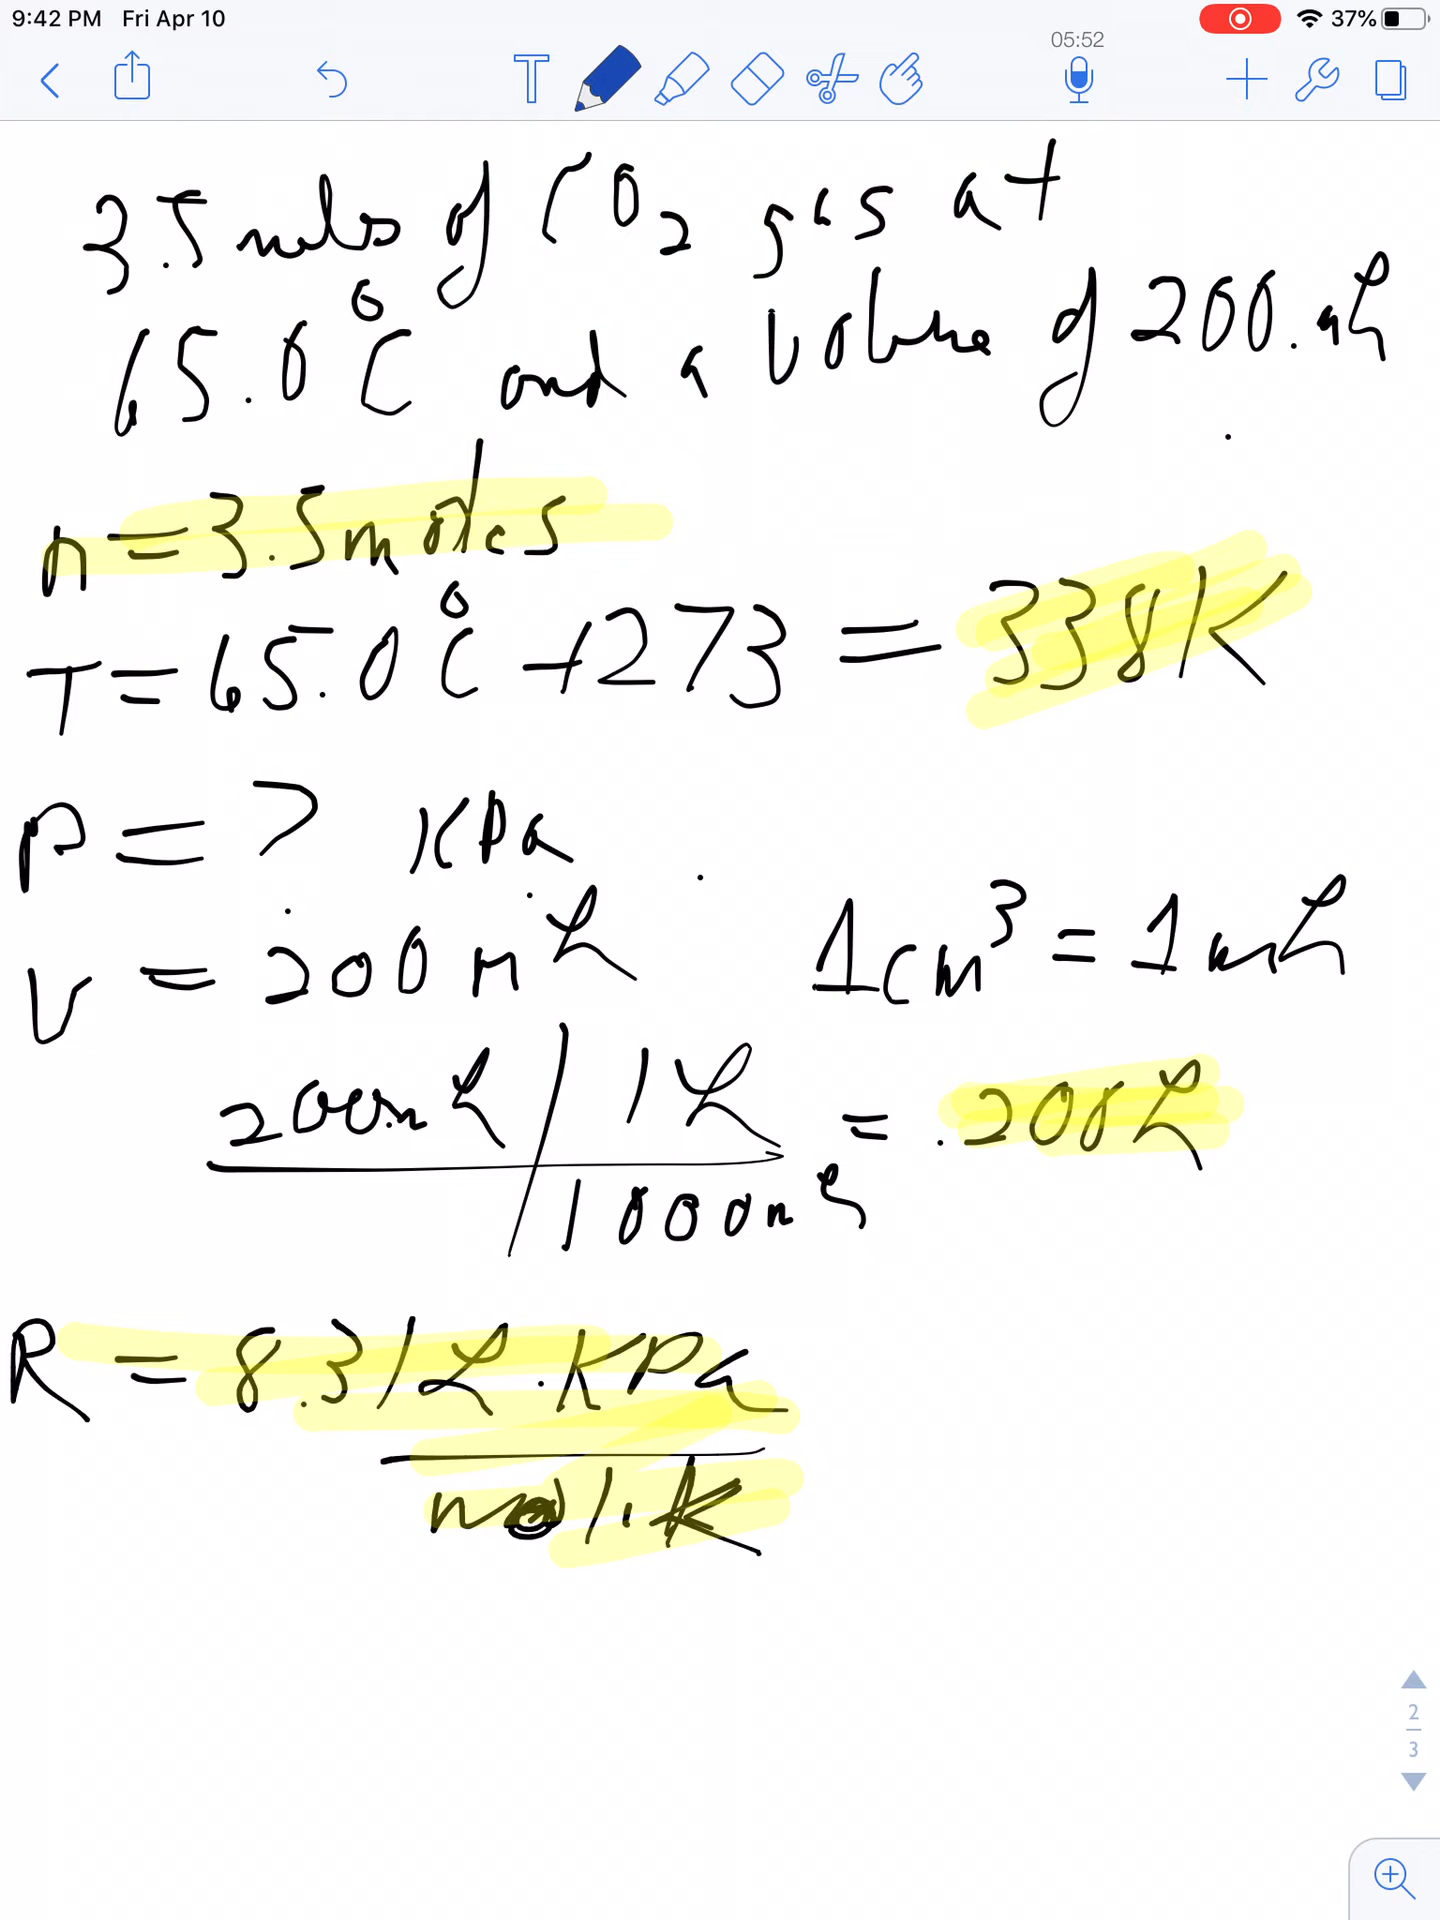 9:42 PM Fri Apr 10
37%
05:52
T
3.5 moles of CO₂ gas at
65.0°C and a volume of 200. mL
n = 3.5 moles
T = 65.0°C + 273 = 338K
P = ? KPa
V = 200 mL 1cm³ = 1mL
200mL | 1L = .200L
1000mL
R = 8.31 L·KPa
mol·K
2
3